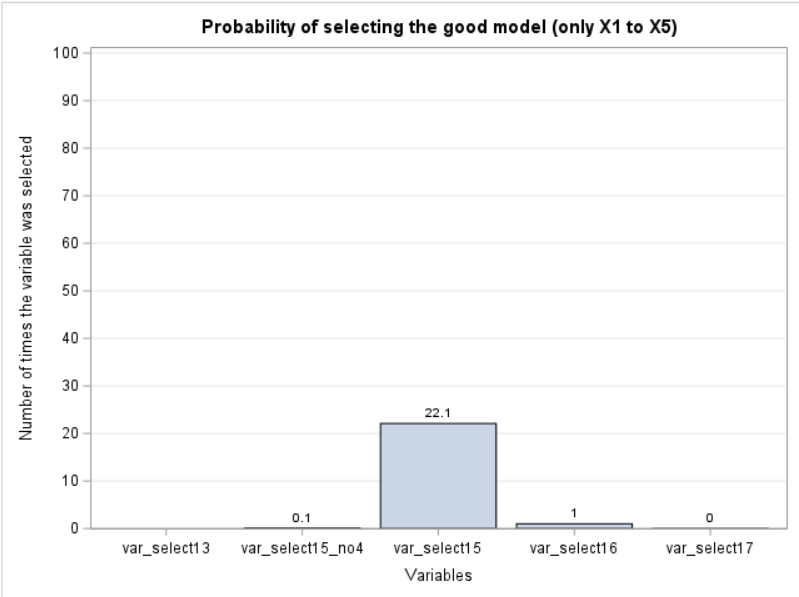 Probability of selecting the good model (only X1 to X5)
Number of times the variable was selected
100
90
80
70
60
50
40
30
20
10
0
0.1
22.1
1
0
var_select13
var_select15_no4
var_select15
var_select16
var_select17
Variables